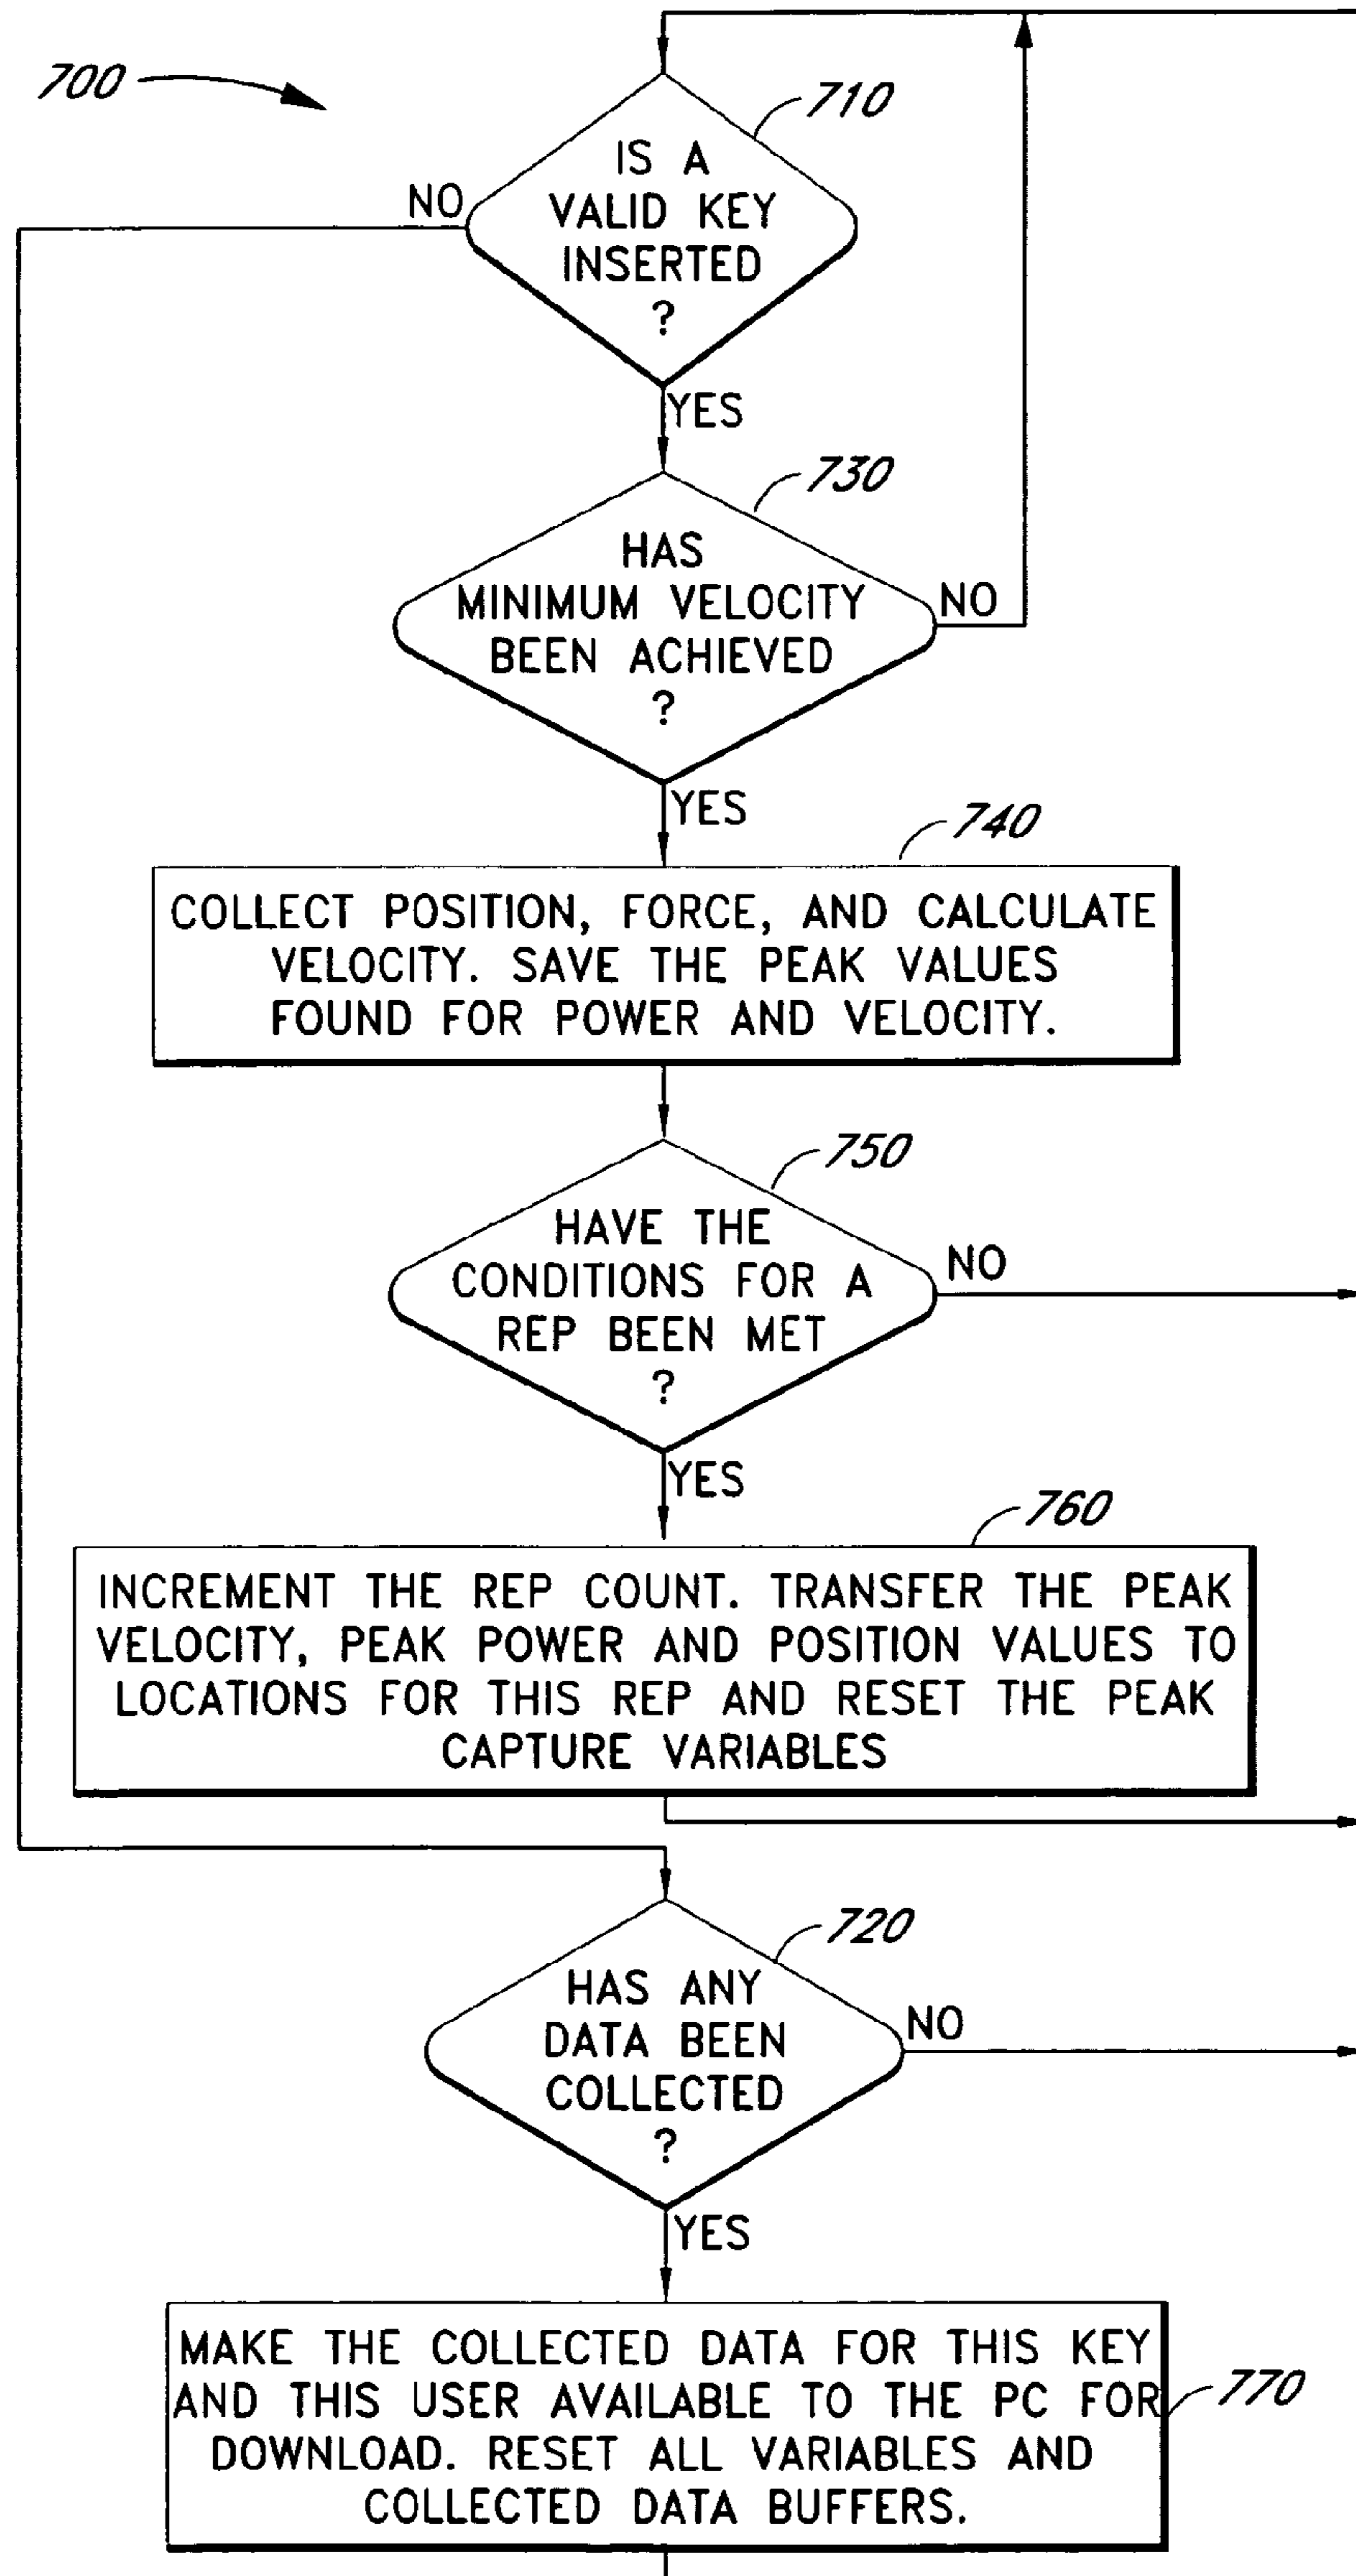 700
710
IS A
VALID KEY
INSERTED
?
NO
YES
730
HAS
MINIMUM VELOCITY
BEEN ACHIEVED
?
NO
YES
740
COLLECT POSITION, FORCE, AND CALCULATE
VELOCITY. SAVE THE PEAK VALUES
FOUND FOR POWER AND VELOCITY.
750
HAVE THE
CONDITIONS FOR A
REP BEEN MET
?
NO
YES
760
INCREMENT THE REP COUNT. TRANSFER THE PEAK
VELOCITY, PEAK POWER AND POSITION VALUES TO
LOCATIONS FOR THIS REP AND RESET THE PEAK
CAPTURE VARIABLES
720
HAS ANY
DATA BEEN
COLLECTED
?
NO
YES
MAKE THE COLLECTED DATA FOR THIS KEY
AND THIS USER AVAILABLE TO THE PC FOR
DOWNLOAD. RESET ALL VARIABLES AND
COLLECTED DATA BUFFERS.
770